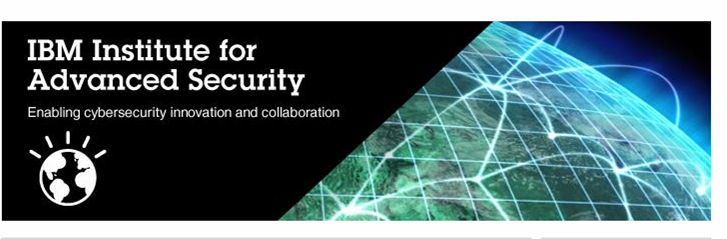 IBM Institute for
Advanced Security
Enabling cybersecurity innovation and collaboration